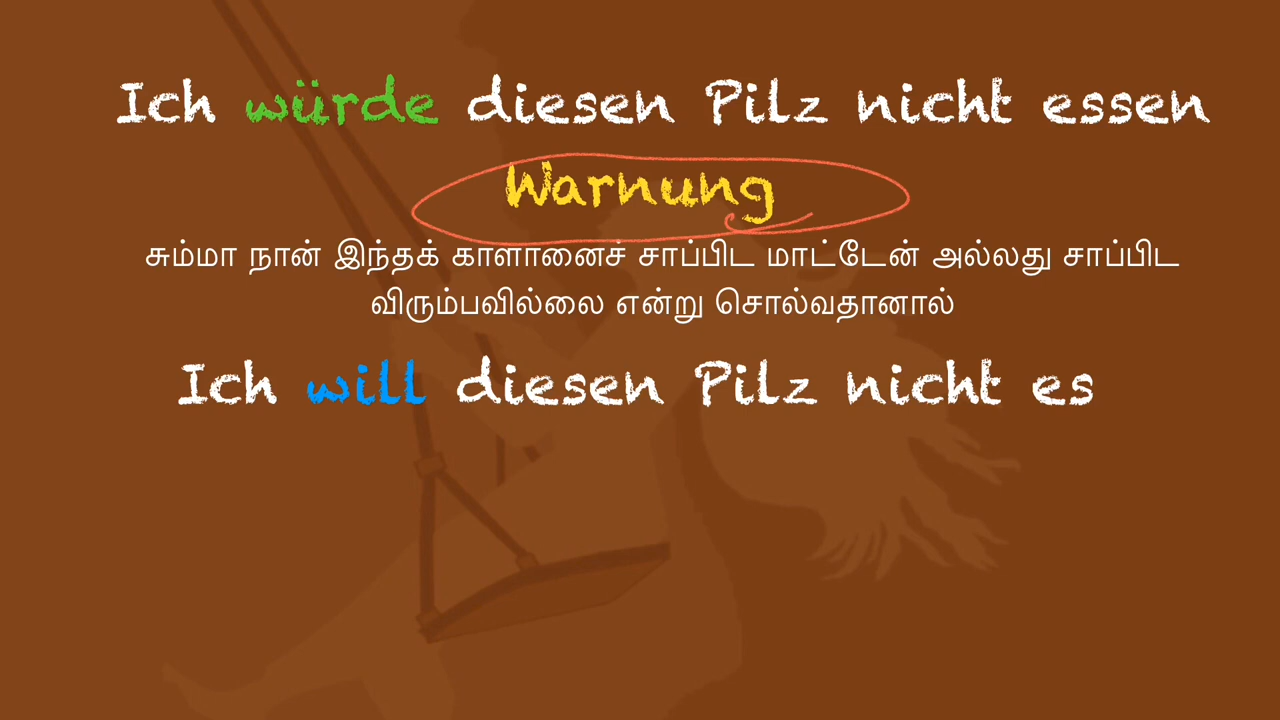 Ich würde diesen Pilz nicht essen
Warnung
சும்மா நான் இந்தக் காளானைச் சாப்பிட மாட்டேன் அல்லது சாப்பிட
விரும்பவில்லை என்று சொல்வதானால்
Ich will diesen Pilz nicht es